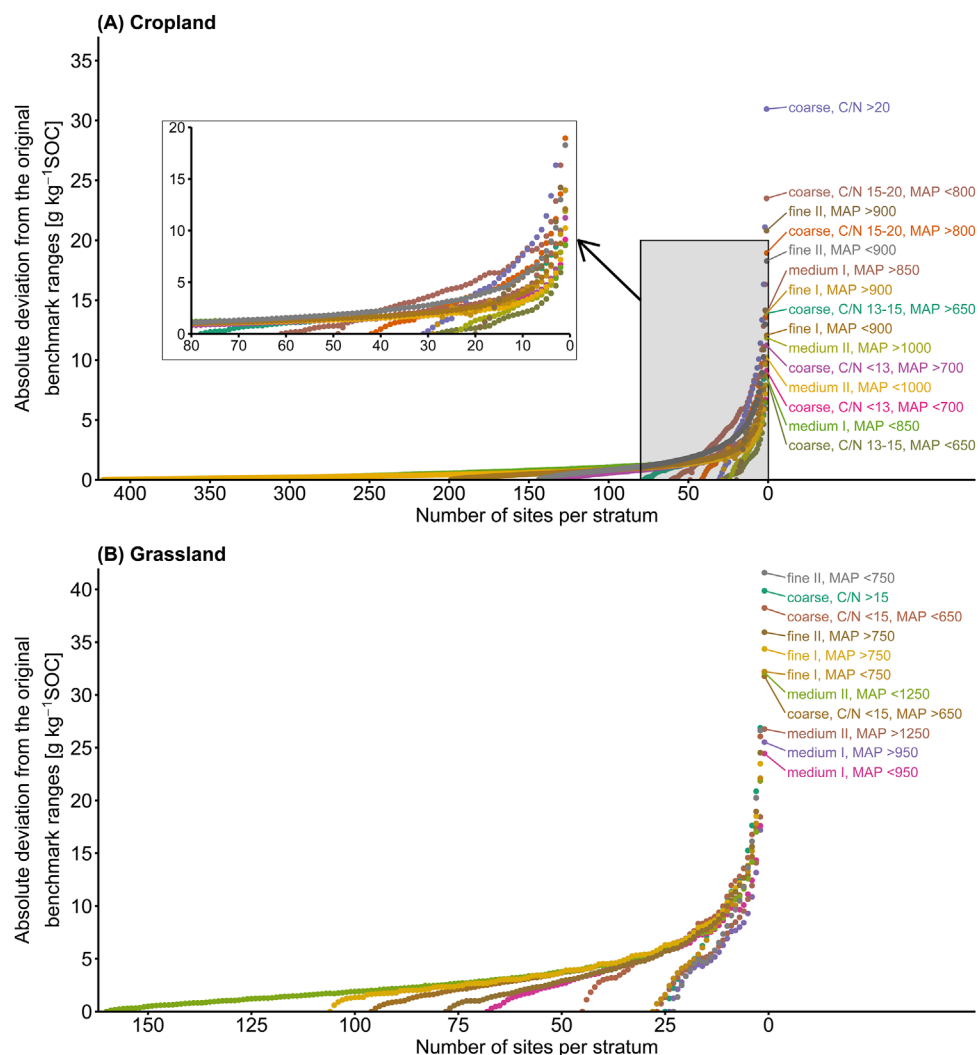 (A) Cropland
Absolute deviation from the original
benchmark ranges [g kg⁻¹SOC]
35
30
25
20
15
10
5
0
20
15
10
5
0
80 70 60 50 40 30 20 10 0
coarse, C/N >20
coarse, C/N 15-20, MAP <800
fine II, MAP >900
coarse, C/N 15-20, MAP >800
fine II, MAP <900
medium I, MAP >850
fine I, MAP >900
coarse, C/N 13-15, MAP >650
fine I, MAP <900
medium II, MAP >1000
coarse, C/N <13, MAP >700
medium II, MAP <1000
coarse, C/N <13, MAP <700
medium I, MAP <850
coarse, C/N 13-15, MAP <650
400 350 300 250 200 150 100 50 0
Number of sites per stratum
(B) Grassland
Absolute deviation from the original
benchmark ranges [g kg⁻¹SOC]
40
35
30
25
20
15
10
5
0
fine II, MAP <750
coarse, C/N >15
coarse, C/N <15, MAP <650
fine II, MAP >750
fine I, MAP >750
fine I, MAP <750
medium II, MAP <1250
coarse, C/N <15, MAP >650
medium II, MAP >1250
medium I, MAP >950
medium I, MAP <950
150 125 100 75 50 25 0
Number of sites per stratum